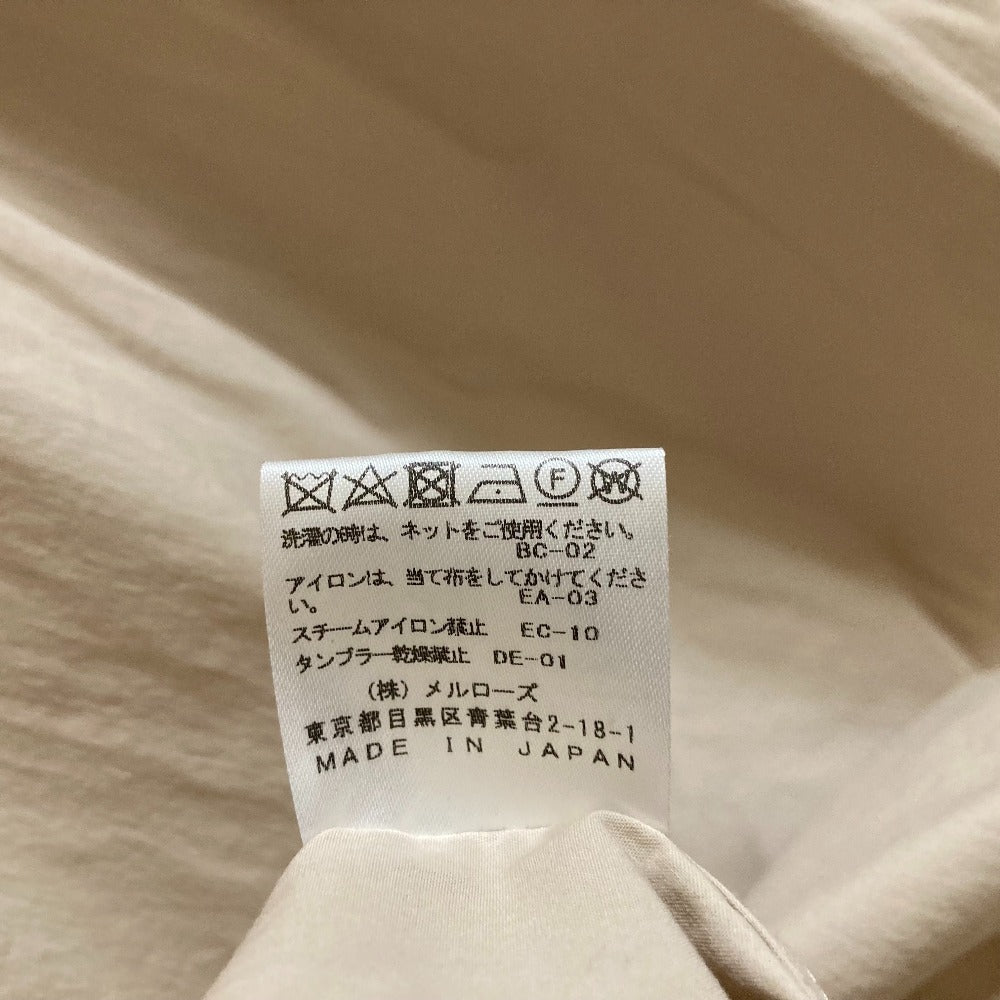 F W
洗濯の時は、ネットをご使用ください。
BC-02
アイロンは、当て布をしてかけてくださ
い。 EA-03
スチームアイロン禁止 EC-10
タンブラー乾燥禁止 DE-01
(株)メルローズ
東京都目黒区青葉台2-18-1
MADE IN JAPAN